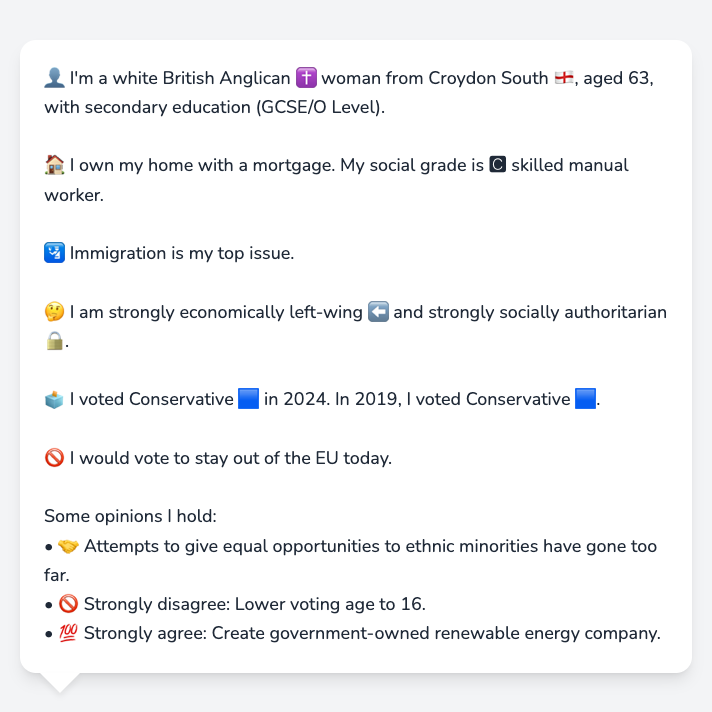 👤 I'm a white British Anglican ✝️ woman from Croydon South 🏴󠁧󠁢󠁥󠁮󠁧󠁿, aged 63,
with secondary education (GCSE/O Level).
🏠 I own my home with a mortgage. My social grade is 🅲 skilled manual
worker.
🛂 Immigration is my top issue.
🤔 I am strongly economically left-wing ⬅️ and strongly socially authoritarian
🔒.
🗳️ I voted Conservative 🟦 in 2024. In 2019, I voted Conservative 🟦.
🚫 I would vote to stay out of the EU today.
Some opinions I hold:
• 🤝 Attempts to give equal opportunities to ethnic minorities have gone too
far.
• 🚫 Strongly disagree: Lower voting age to 16.
• 💯 Strongly agree: Create government-owned renewable energy company.